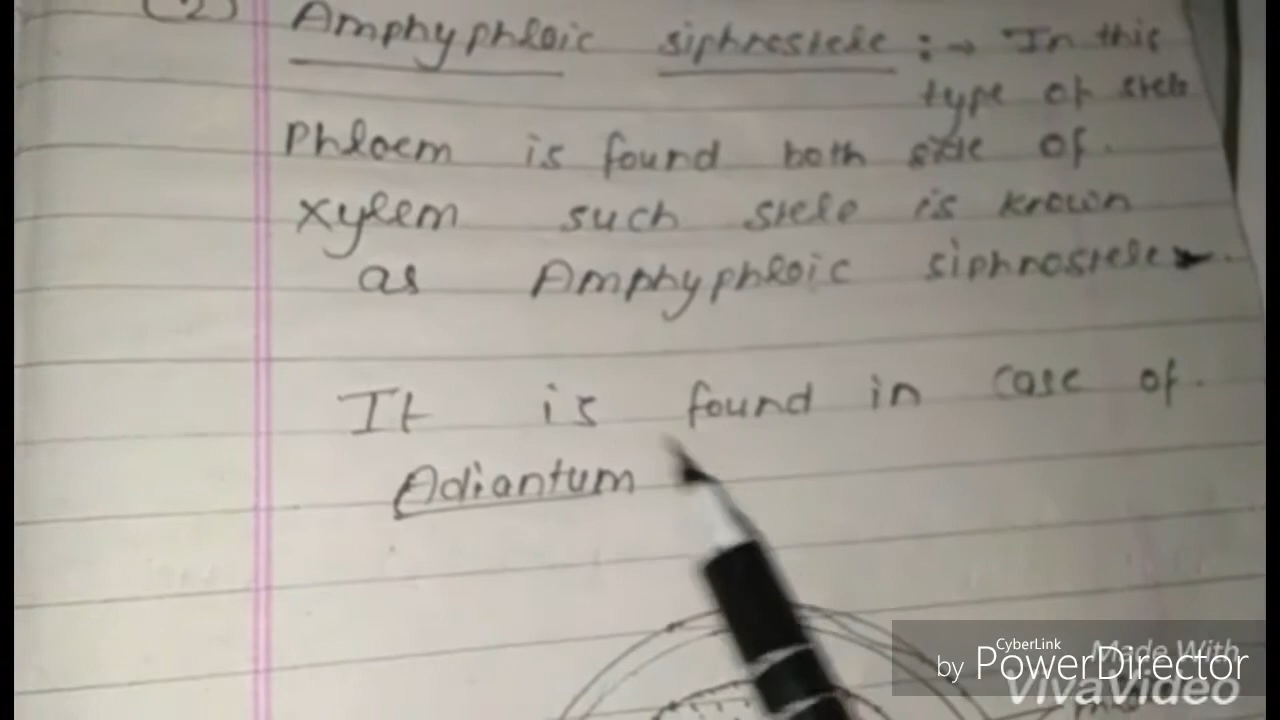 (2) Amphyphloic siphnostele :→ In this
type of stele
Phloem is found both side of.
xylem such stele is known
as Amphyphloic siphnostele.
It is found in case of.
Adiantum
CyberLink
by PowerDirector
Made With
VivaVideo